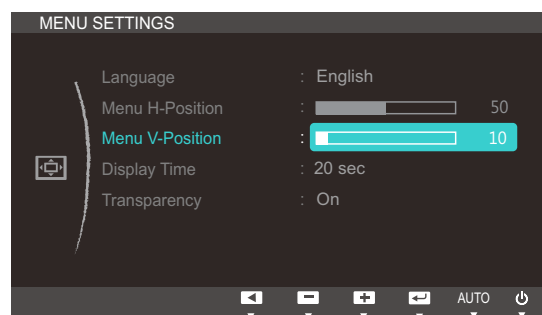 MENU SETTINGS
Language : English
Menu H-Position : 50
Menu V-Position : 10
Display Time : 20 sec
Transparency : On
AUTO